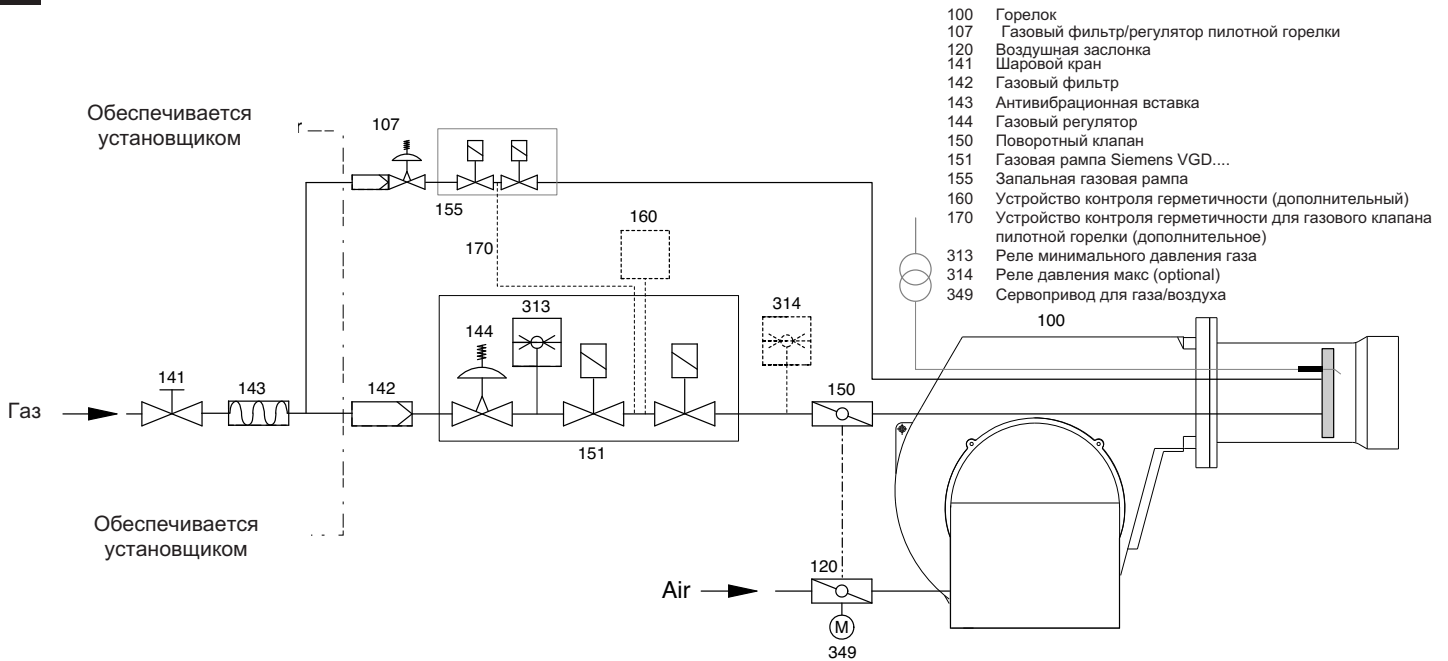 100 Горелок
107 Газовый фильтр/регулятор пилотной горелки
120 Воздушная заслонка
141 Шаровой кран
142 Газовый фильтр
143 Антивибрационная вставка
144 Газовый регулятор
150 Поворотный клапан
151 Газовая рампа Siemens VGD....
155 Запальная газовая рампа
160 Устройство контроля герметичности (дополнительный)
170 Устройство контроля герметичности для газового клапана
пилотной горелки (дополнительное)
313 Реле минимального давления газа
314 Реле давления макс (optional)
349 Сервопривод для газа/воздуха
Обеспечивается
установщиком
107
155
160
170
313
314
100
144
141
143
142
150
Газ
151
Обеспечивается
установщиком
120
Air
M
349